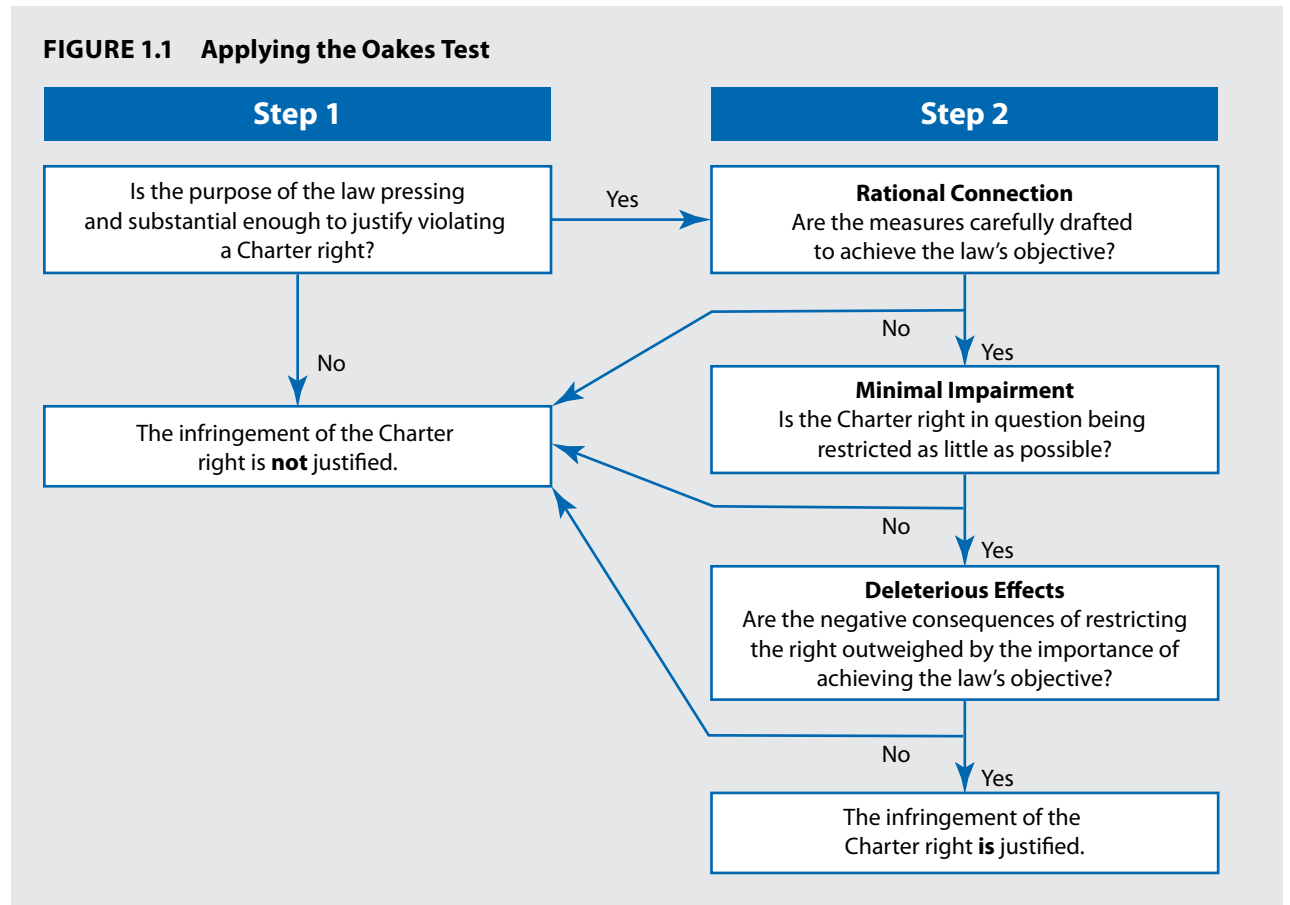 FIGURE 1.1 Applying the Oakes Test
Step 1
Is the purpose of the law pressing
and substantial enough to justify violating
a Charter right?
Yes
No
The infringement of the Charter
right is not justified.
Step 2
Rational Connection
Are the measures carefully drafted
to achieve the law’s objective?
No
Yes
Minimal Impairment
Is the Charter right in question being
restricted as little as possible?
No
Yes
Deleterious Effects
Are the negative consequences of restricting
the right outweighed by the importance of
achieving the law’s objective?
No
Yes
The infringement of the
Charter right is justified.